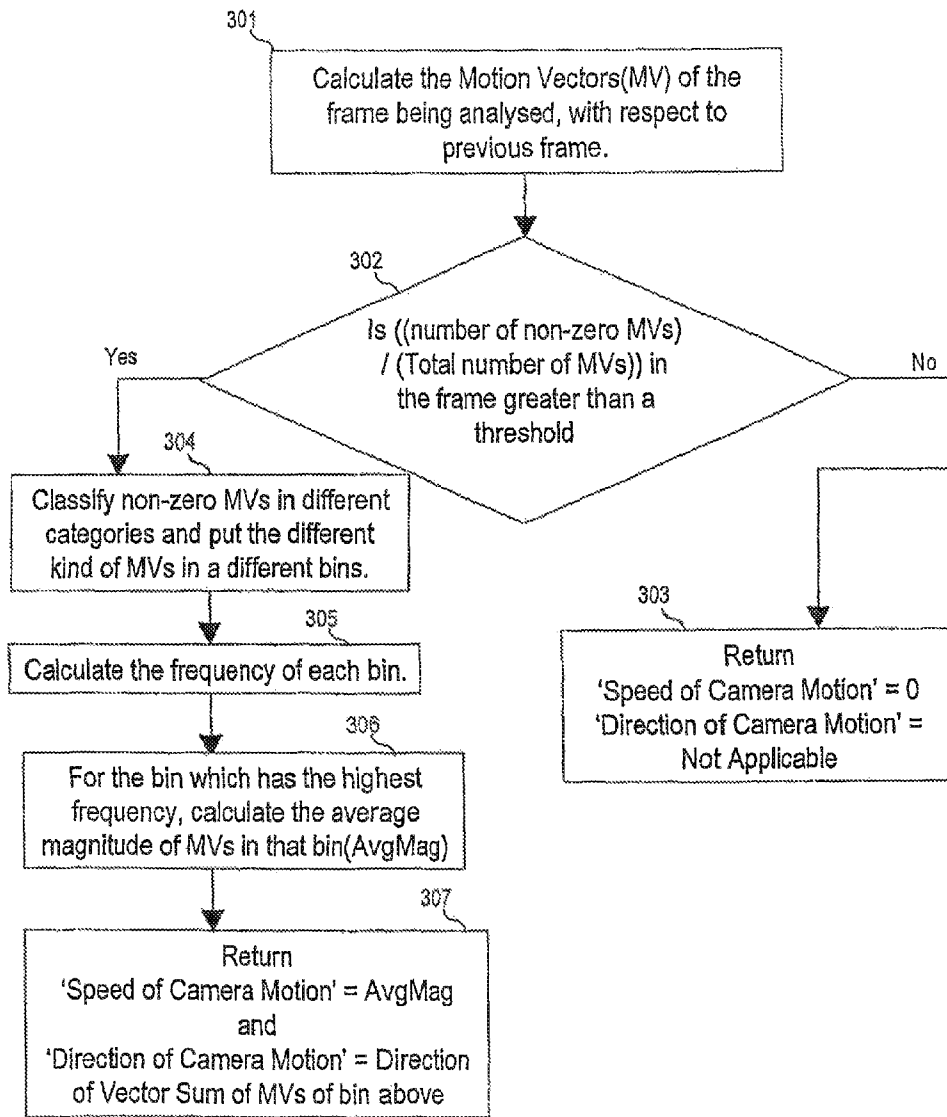 301
Calculate the Motion Vectors(MV) of the
frame being analysed, with respect to
previous frame.
302
Is ((number of non-zero MVs)
/ (Total number of MVs)) in
the frame greater than a
threshold
Yes
No
304
Classify non-zero MVs in different
categories and put the different
kind of MVs in a different bins.
305
Calculate the frequency of each bin.
306
For the bin which has the highest
frequency, calculate the average
magnitude of MVs in that bin(AvgMag)
307
Return
‘Speed of Camera Motion’ = AvgMag
and
‘Direction of Camera Motion’ = Direction
of Vector Sum of MVs of bin above
303
Return
‘Speed of Camera Motion’ = 0
‘Direction of Camera Motion’ =
Not Applicable